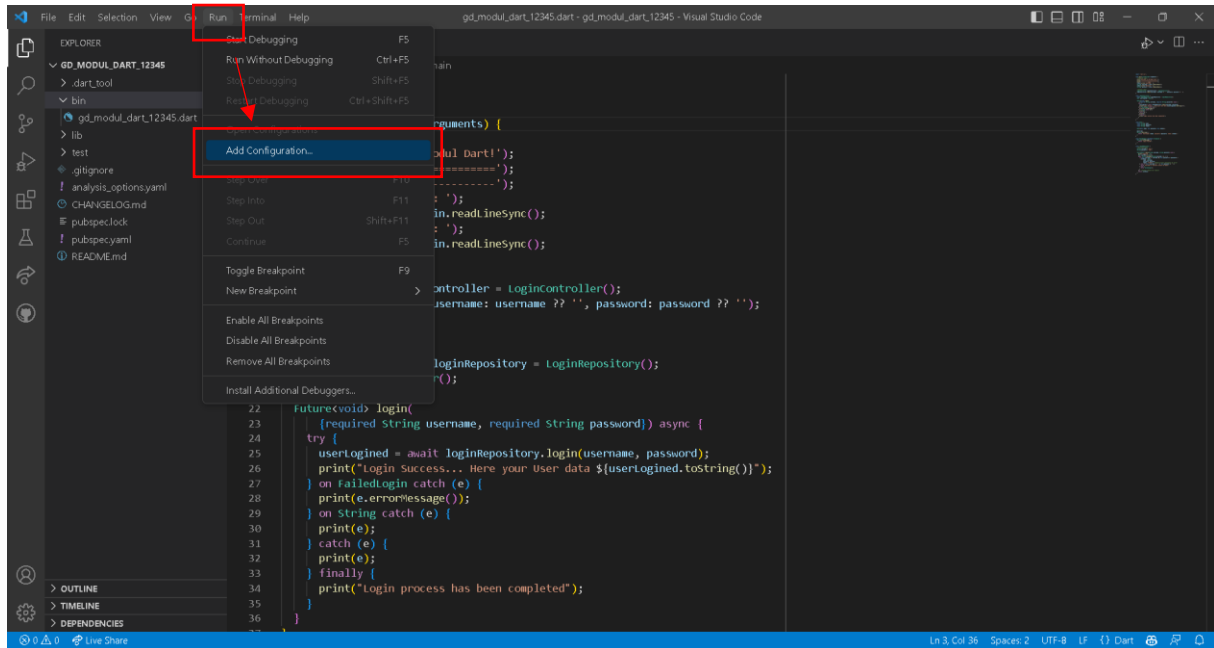 File Edit Selection View Go Run Terminal Help
gd_modul_dart_12345.dart - gd_modul_dart_12345 - Visual Studio Code
EXPLORER
GD_MODUL_DART_12345
.dart_tool
bin
gd_modul_dart_12345.dart
lib
test
.gitignore
analysis_options.yaml
CHANGELOG.md
pubspec.lock
pubspec.yaml
README.md
OUTLINE
TIMELINE
DEPENDENCIES
Start Debugging F5
Run Without Debugging Ctrl+F5
Stop Debugging Shift+F5
Restart Debugging Ctrl+Shift+F5
Open Configurations
Add Configuration...
Step Over F10
Step Into F11
Step Out Shift+F11
Continue F5
Toggle Breakpoint F9
New Breakpoint
Enable All Breakpoints
Disable All Breakpoints
Remove All Breakpoints
Install Additional Debuggers...
ain
rguments) {
odul Dart!');
==========');
----------');
: ');
in.readLineSync();
: ');
in.readLineSync();
ontroller = LoginController();
username: username ?? '', password: password ?? '');
loginRepository = LoginRepository();
r();
22 Future<void> login(
23 {required String username, required String password}) async {
24 try {
25 userLogined = await loginRepository.login(username, password);
26 print("Login Success... Here your User data ${userLogined.toString()}");
27 } on FailedLogin catch (e) {
28 print(e.errorMessage());
29 } on String catch (e) {
30 print(e);
31 } catch (e) {
32 print(e);
33 } finally {
34 print("Login process has been completed");
35 }
36 }
0 0 Live Share
Ln 3, Col 36 Spaces: 2 UTF-8 LF {} Dart